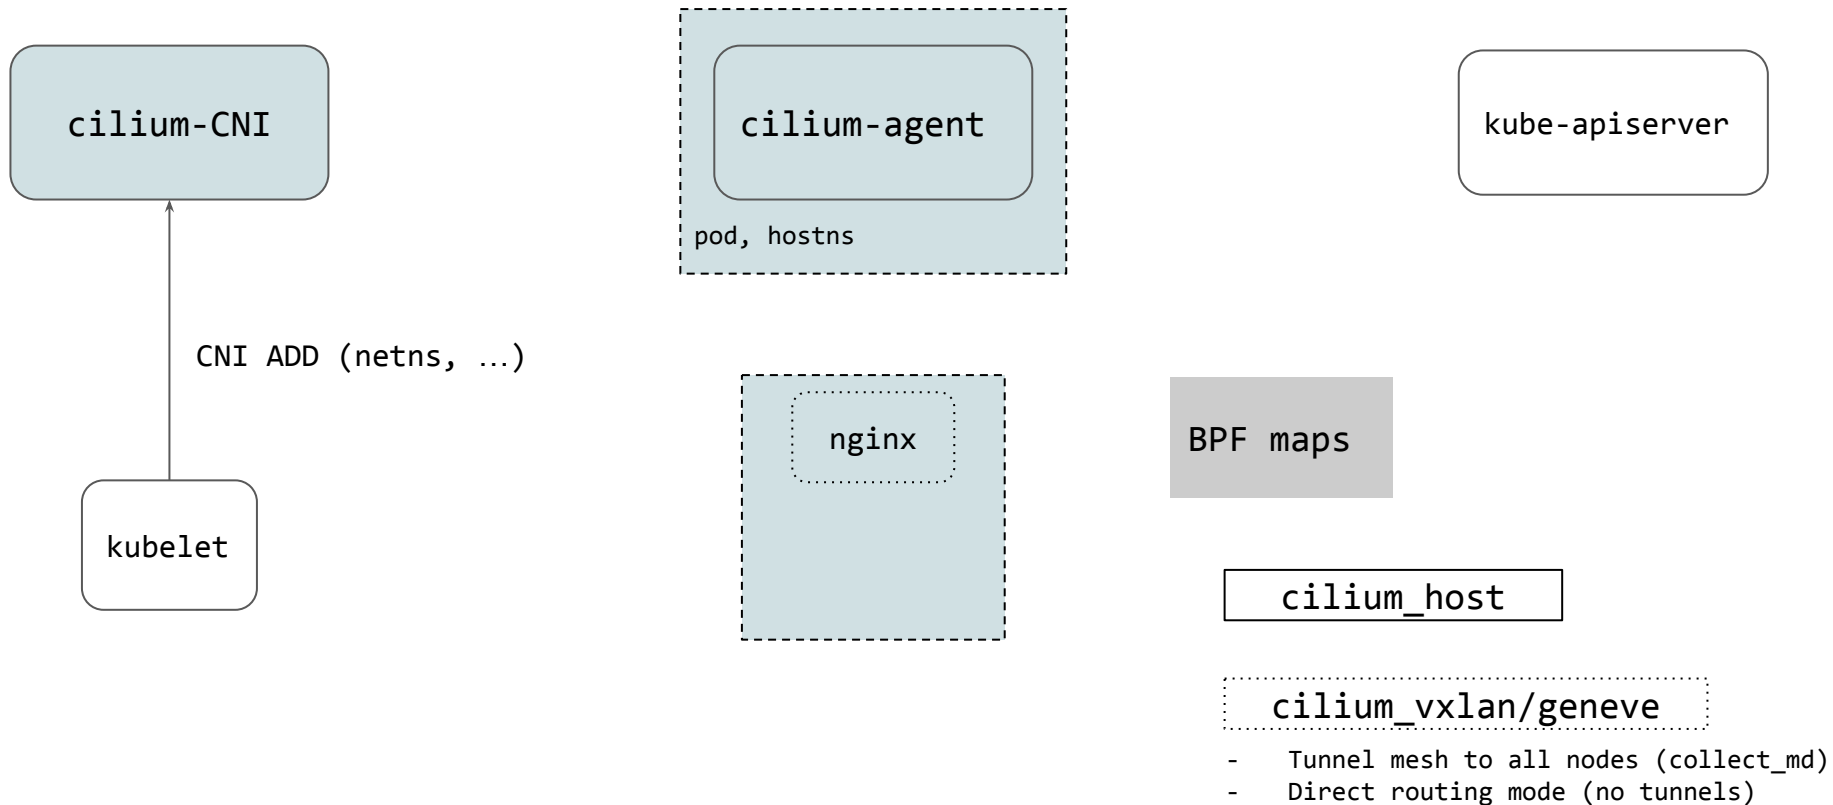 cilium-CNI
cilium-agent
kube-apiserver
pod, hostns
CNI ADD (netns, …)
nginx
BPF maps
kubelet
cilium_host
cilium_vxlan/geneve
- Tunnel mesh to all nodes (collect_md)
- Direct routing mode (no tunnels)